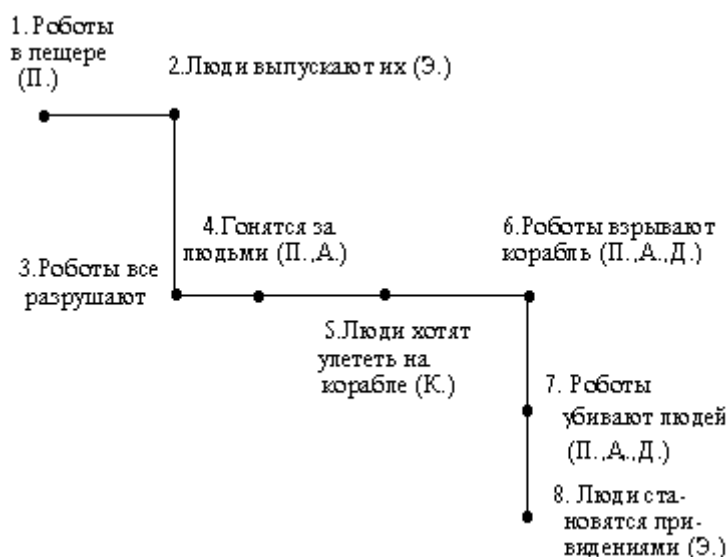 1. Роботы
в пещере
(П.)
2.Люди выпускают их (Э.)
3.Роботы все
разрушают
4.Гонятся за
людьми (П.,А.)
5.Люди хотят
улететь на
корабле (К.)
6.Роботы взрывают
корабль (П.,А.,Д.)
7. Роботы
убивают людей
(П.,А.,Д.)
8. Люди ста-
новятся при-
видениями (Э.)